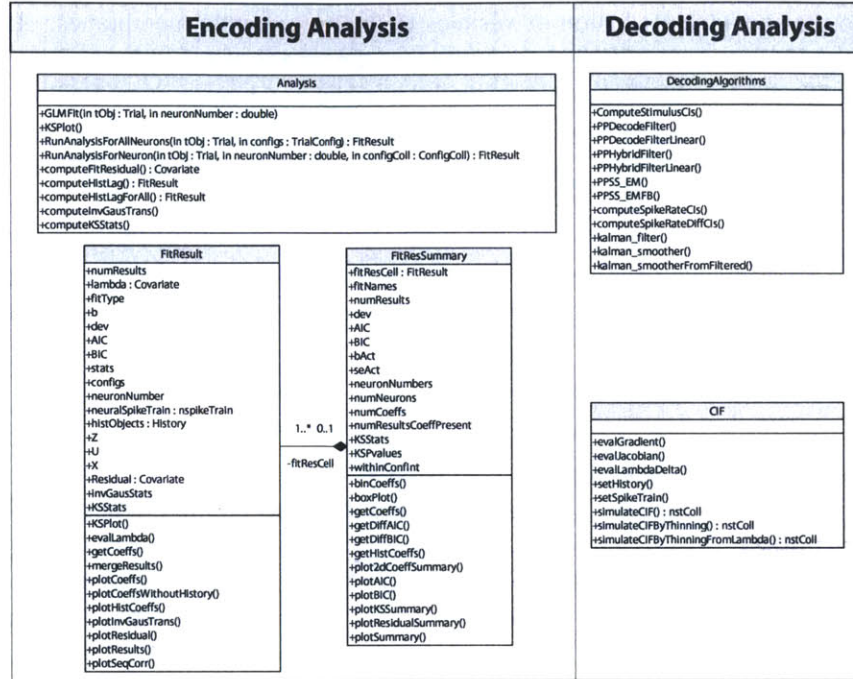 Encoding Analysis
Analysis
+GLMFit(in tObj : Trial, in neuronNumber : double)
+KSPlot()
+RunAnalysisForAllNeurons(in tObj : Trial, in configs : TrialConfig) : FitResult
+RunAnalysisForNeuron(in tObj : Trial, in neuronNumber : double, in configColl : ConfigColl) : FitResult
+computeFitResidual() : Covariate
+computeHistLag() : FitResult
+computeHistLagForAll() : FitResult
+computeInvGausTrans()
+computeKSStats()
FitResult
+numResults
+lambda : Covariate
+fitType
+b
+dev
+AIC
+BIC
+stats
+configs
+neuronNumber
+neuralSpikeTrain : nspikeTrain
+histObjects : History
+Z
+U
+X
+Residual : Covariate
+invGausStats
+KSStats
+KSPlot()
+evalLambda()
+getCoeffs()
+mergeResults()
+plotCoeffs()
+plotCoeffsWithoutHistory()
+plotHistCoeffs()
+plotInvGausTrans()
+plotResidual()
+plotResults()
+plotSeqCorr()
1..* 0..1
-fitResCell
FitResSummary
+fitResCell : FitResult
+fitNames
+numResults
+dev
+AIC
+BIC
+bAct
+seAct
+neuronNumbers
+numNeurons
+numCoeffs
+numResultsCoeffPresent
+KSStats
+KSPvalues
+withinConfInt
+binCoeffs()
+boxPlot()
+getCoeffs()
+getDiffAIC()
+getDiffBIC()
+getHistCoeffs()
+plot2dCoeffSummary()
+plotAIC()
+plotBIC()
+plotKSSummary()
+plotResidualSummary()
+plotSummary()
Decoding Analysis
DecodingAlgorithms
+ComputeStimulusCIs()
+PPDecodeFilter()
+PPDecodeFilterLinear()
+PPHybridFilter()
+PPHybridFilterLinear()
+PPSS_EM()
+PPSS_EMFB()
+computeSpikeRateCIs()
+computeSpikeRateDiffCIs()
+kalman_filter()
+kalman_smoother()
+kalman_smootherFromFiltered()
CIF
+evalGradient()
+evalJacobian()
+evalLambdaDelta()
+setHistory()
+setSpikeTrain()
+simulateCIF() : nstColl
+simulateCIFByThinning() : nstColl
+simulateCIFByThinningFromLambda() : nstColl